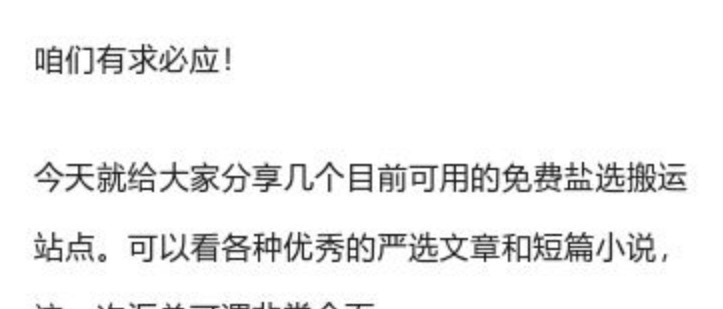 咱们有求必应！
今天就给大家分享几个目前可用的免费盐选搬运
站点。可以看各种优秀的严选文章和短篇小说，